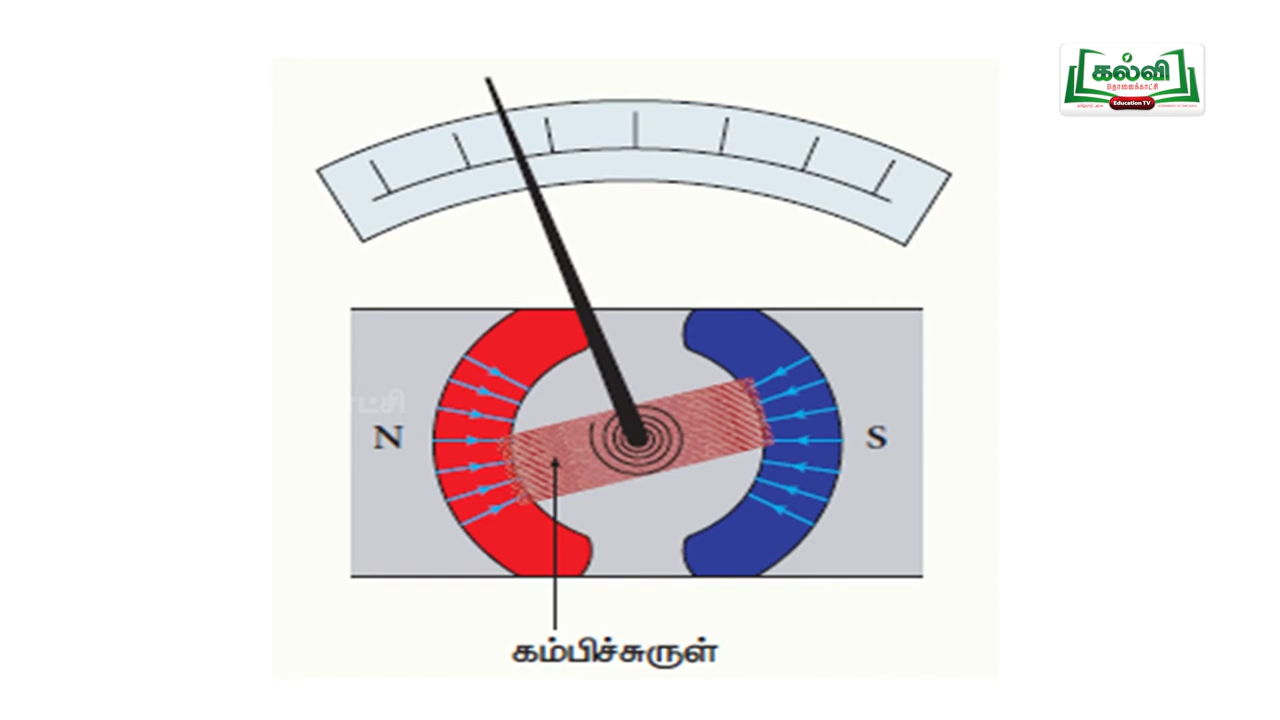 கல்வி
தொலைக்காட்சி
Education TV
N
S
கம்பிச்சுருள்